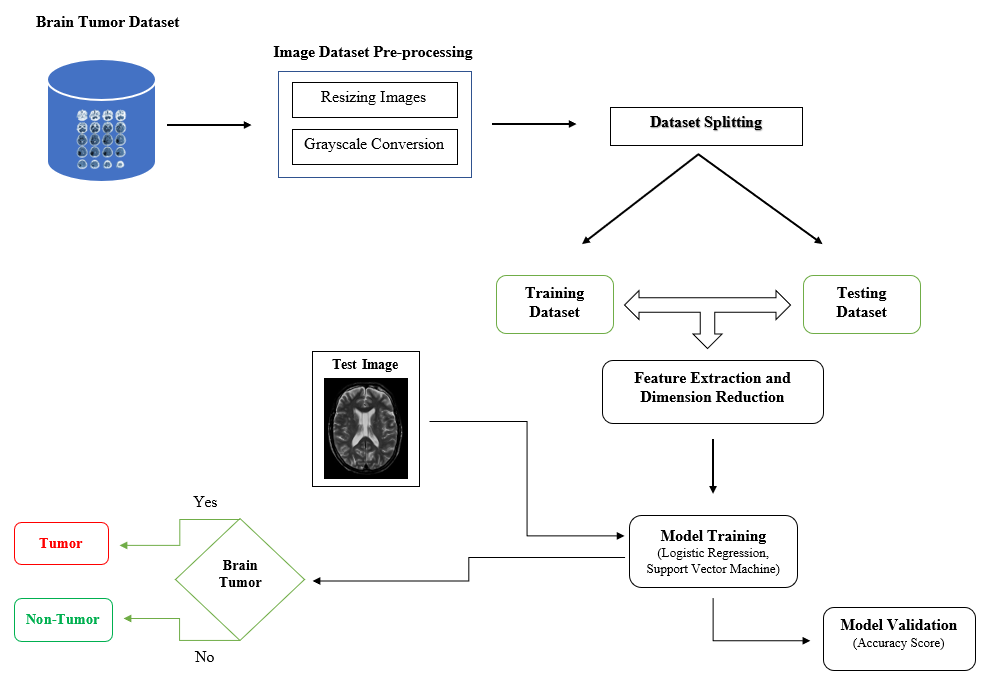 Brain Tumor Dataset
Image Dataset Pre-processing
Resizing Images
Grayscale Conversion
Dataset Splitting
Training
Dataset
Testing
Dataset
Feature Extraction and
Dimension Reduction
Test Image
Model Training
(Logistic Regression,
Support Vector Machine)
Model Validation
(Accuracy Score)
Brain
Tumor
Yes
Tumor
Non-Tumor
No